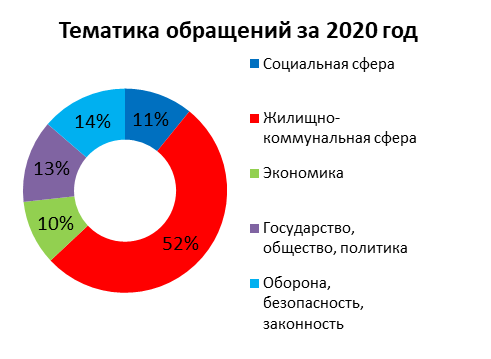 Тематика обращений за 2020 год
Социальная сфера
Жилищно-
коммунальная сфера
Экономика
Государство,
общество, политика
Оборона,
безопасность,
законность
11%
52%
10%
13%
14%